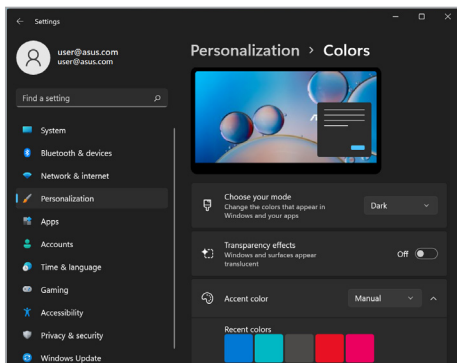 Settings
user@asus.com
user@asus.com
Find a setting
System
Bluetooth & devices
Network & internet
Personalization
Apps
Accounts
Time & language
Gaming
Accessibility
Privacy & security
Windows Update
Personalization > Colors
Choose your mode
Change the colors that appear in
Windows and your apps
Dark
Transparency effects
Windows and surfaces appear
translucent
Off
Accent color
Manual
Recent colors